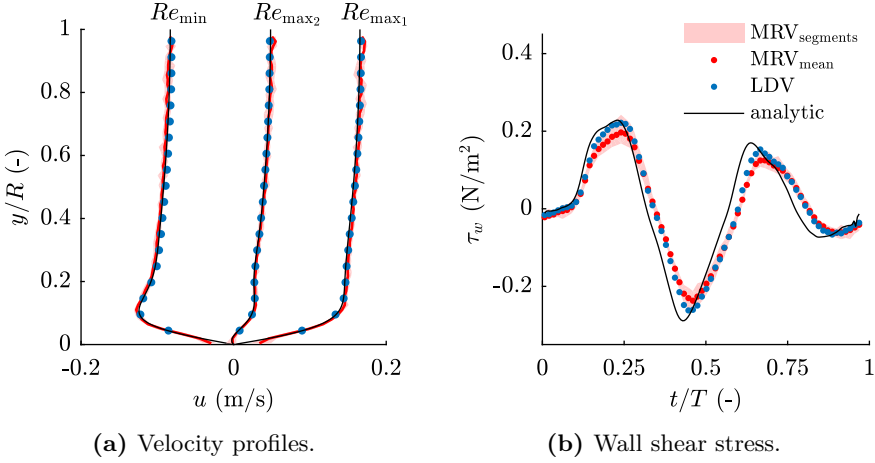 Re_min Re_max₂ Re_max₁
1
0.8
0.6
0.4
0.2
0
y/R (-)
-0.2 0 0.2
u (m/s)
(a) Velocity profiles.
MRV_segments
MRV_mean
LDV
analytic
0.4
0.2
0
-0.2
τ_w (N/m²)
0 0.25 0.5 0.75 1
t/T (-)
(b) Wall shear stress.